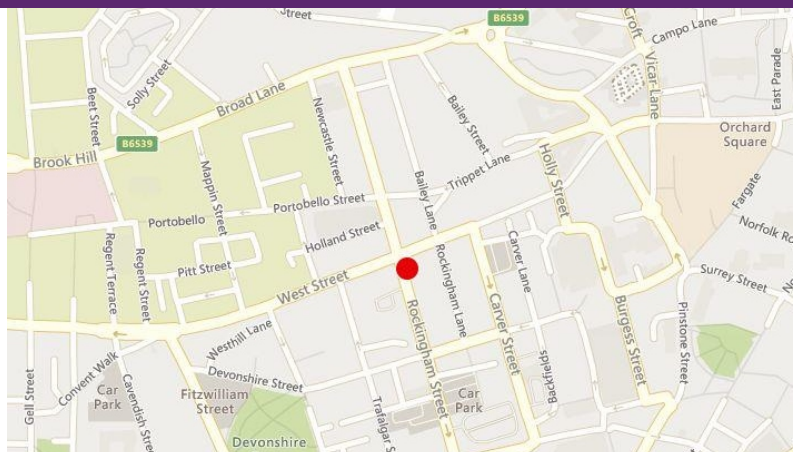 B6539
Street
Croft
Campo Lane
Vicar-Lane
East Parade
Solly Street
Beet Street
Broad Lane
B6539
Brook Hill
Newcastle Street
Bailey Street
Orchard
Square
Mappin Street
Trippet Lane
Holly Street
Bailey Lane
Fargate
Portobello Street
Portobello
Holland Street
Norfolk Ro
Regent Terrace
Regent Street
Pitt Street
West Street
Rockingham Lane
Carver Lane
Surrey Street
Rockingham Street
Carver Street
Burgess Street
Pinstone Street
Westhill Lane
Convent Walk
Devonshire Street
Backfields
Gell Street
Car
Park
Cavendish Stre
Fitzwilliam
Street
Trafalgar S
Car
Park
Devonshire